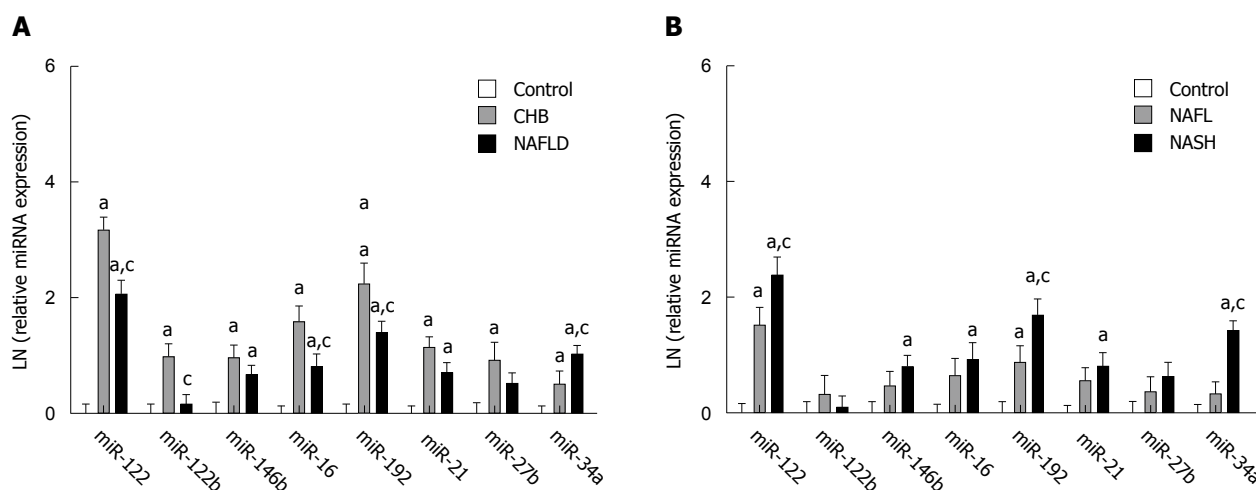 A
LN (relative miRNA expression)
6
4
2
0
Control
CHB
NAFLD
a
a,c
a
c
a
a
a
a,c
a
a
a,c
a
a
a
a
a,c
miR-122
miR-122b
miR-146b
miR-16
miR-192
miR-21
miR-27b
miR-34a
B
LN (relative miRNA expression)
6
4
2
0
Control
NAFL
NASH
a
a,c
a
a
a
a,c
a
a,c
miR-122
miR-122b
miR-146b
miR-16
miR-192
miR-21
miR-27b
miR-34a